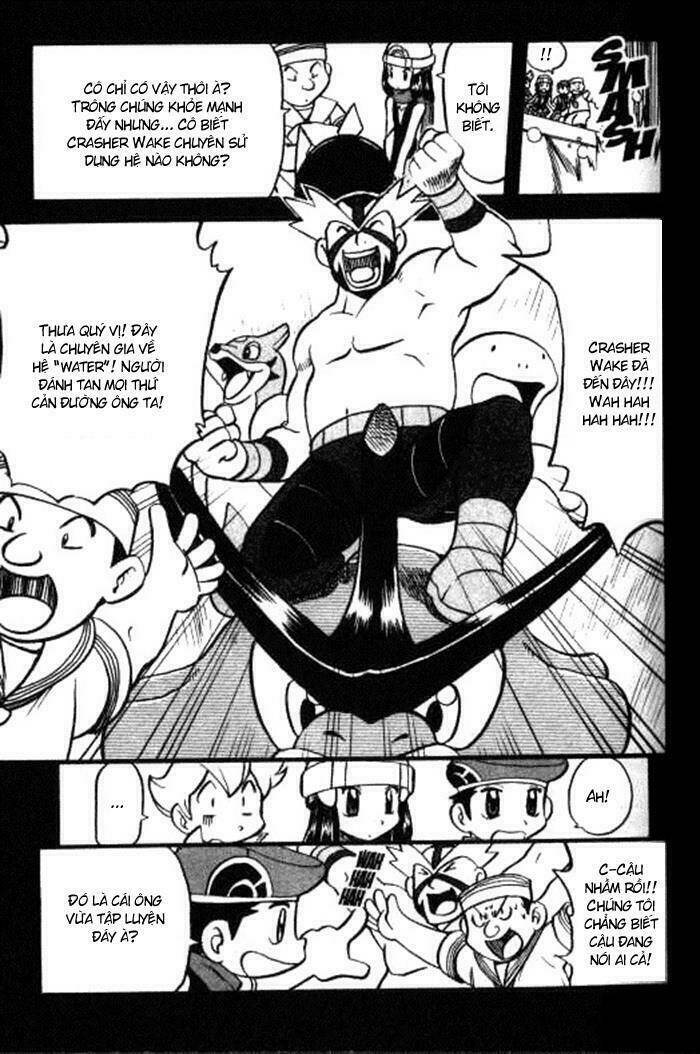 !!
SMASH
TÔI
KHÔNG
BIẾT.
CÔ CHỈ CÓ VẬY THÔI À?
TRÔNG CHÚNG KHỎE MẠNH
ĐẤY NHƯNG... CÔ BIẾT
CRASHER WAKE CHUYÊN SỬ
DỤNG HỆ NÀO KHÔNG?
CRASHER
WAKE ĐÃ
ĐẾN ĐÂY!!!
WAH HAH
HAH HAH!!!
THƯA QUÝ VỊ! ĐÂY
LÀ CHUYÊN GIA VỀ
HỆ "WATER"! NGƯỜI
ĐÁNH TAN MỌI THỨ
CẢN ĐƯỜNG ÔNG TA!
AH!
...
C-CẬU
NHẦM RỒI!!
CHÚNG TÔI
CHẲNG BIẾT
CẬU ĐANG
NÓI AI CẢ!
WAH
HAH
HAH
ĐÓ LÀ CÁI ÔNG
VỪA TẬP LUYỆN
ĐÂY À?